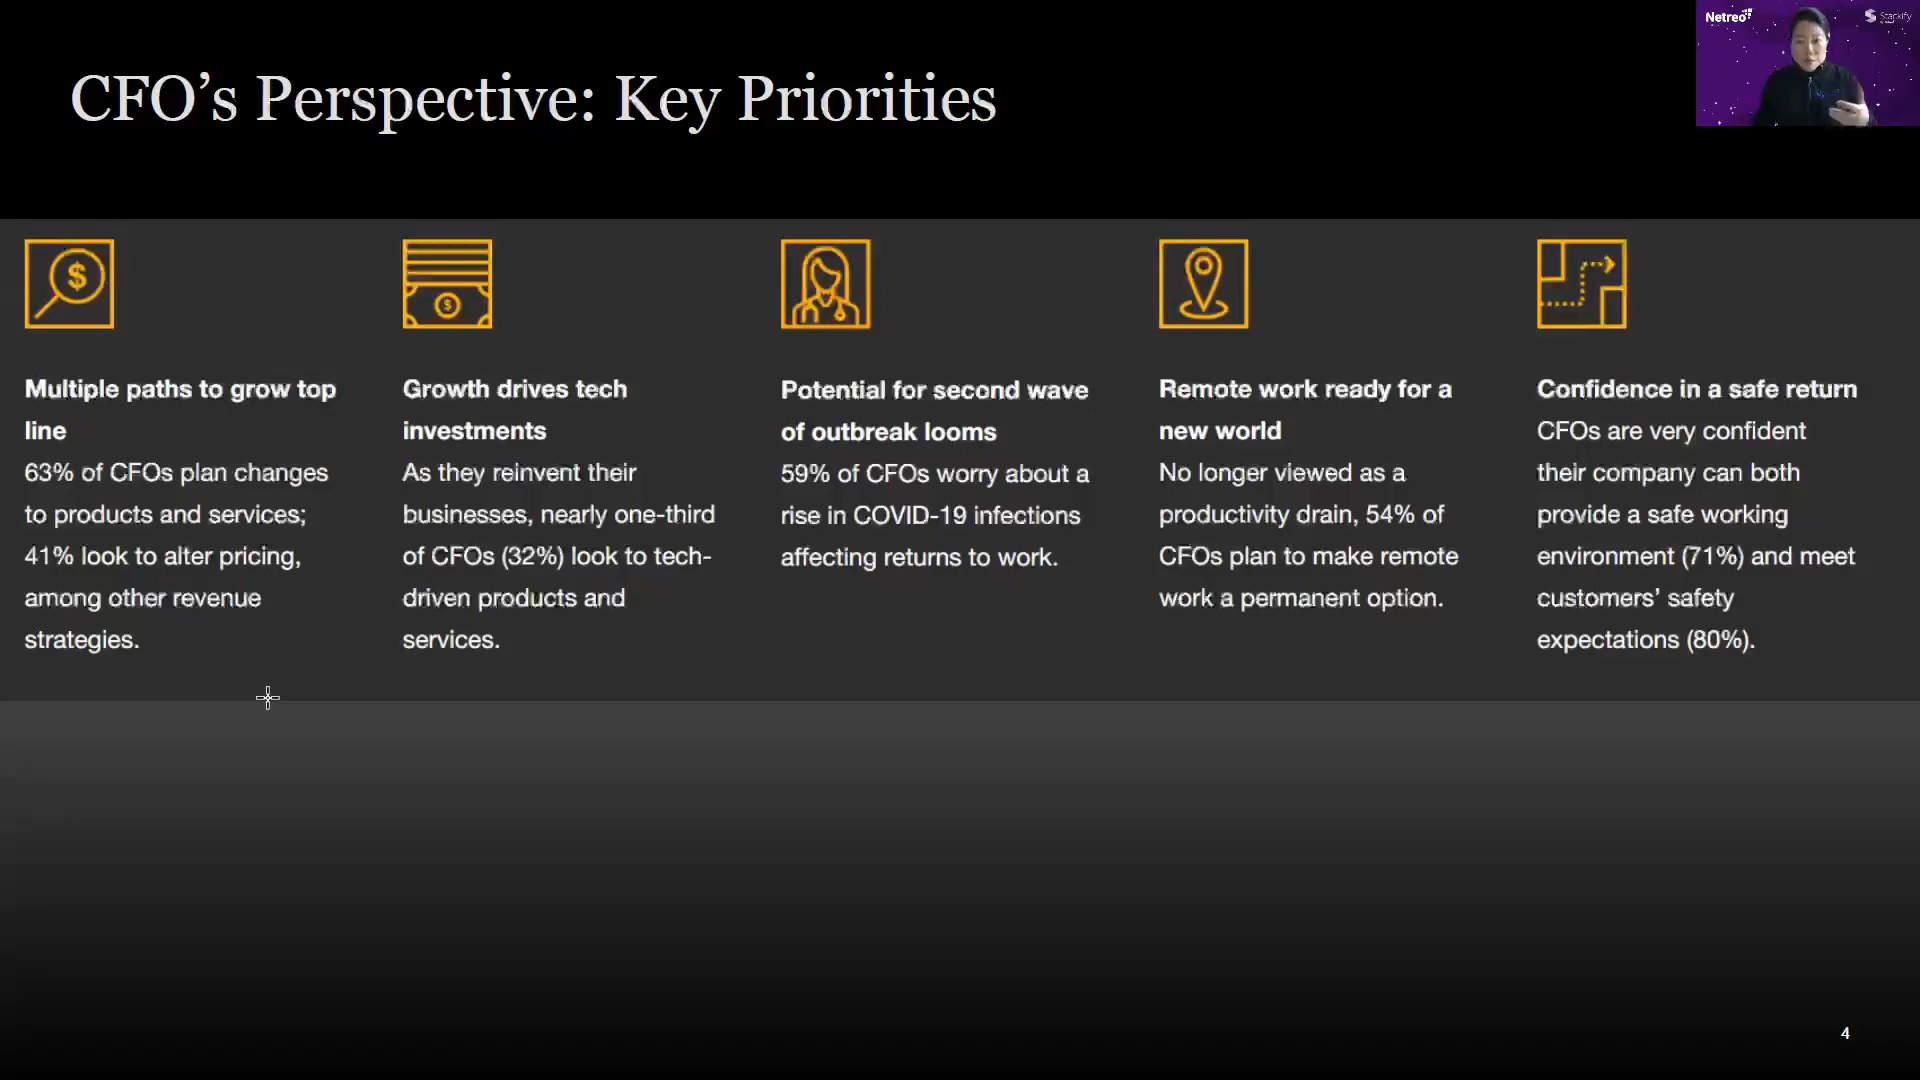 CFO’s Perspective: Key Priorities
Netreo
Stackify
Multiple paths to grow top
line
63% of CFOs plan changes
to products and services;
41% look to alter pricing,
among other revenue
strategies.
Growth drives tech
investments
As they reinvent their
businesses, nearly one-third
of CFOs (32%) look to tech-
driven products and
services.
Potential for second wave
of outbreak looms
59% of CFOs worry about a
rise in COVID-19 infections
affecting returns to work.
Remote work ready for a
new world
No longer viewed as a
productivity drain, 54% of
CFOs plan to make remote
work a permanent option.
Confidence in a safe return
CFOs are very confident
their company can both
provide a safe working
environment (71%) and meet
customers’ safety
expectations (80%).
4